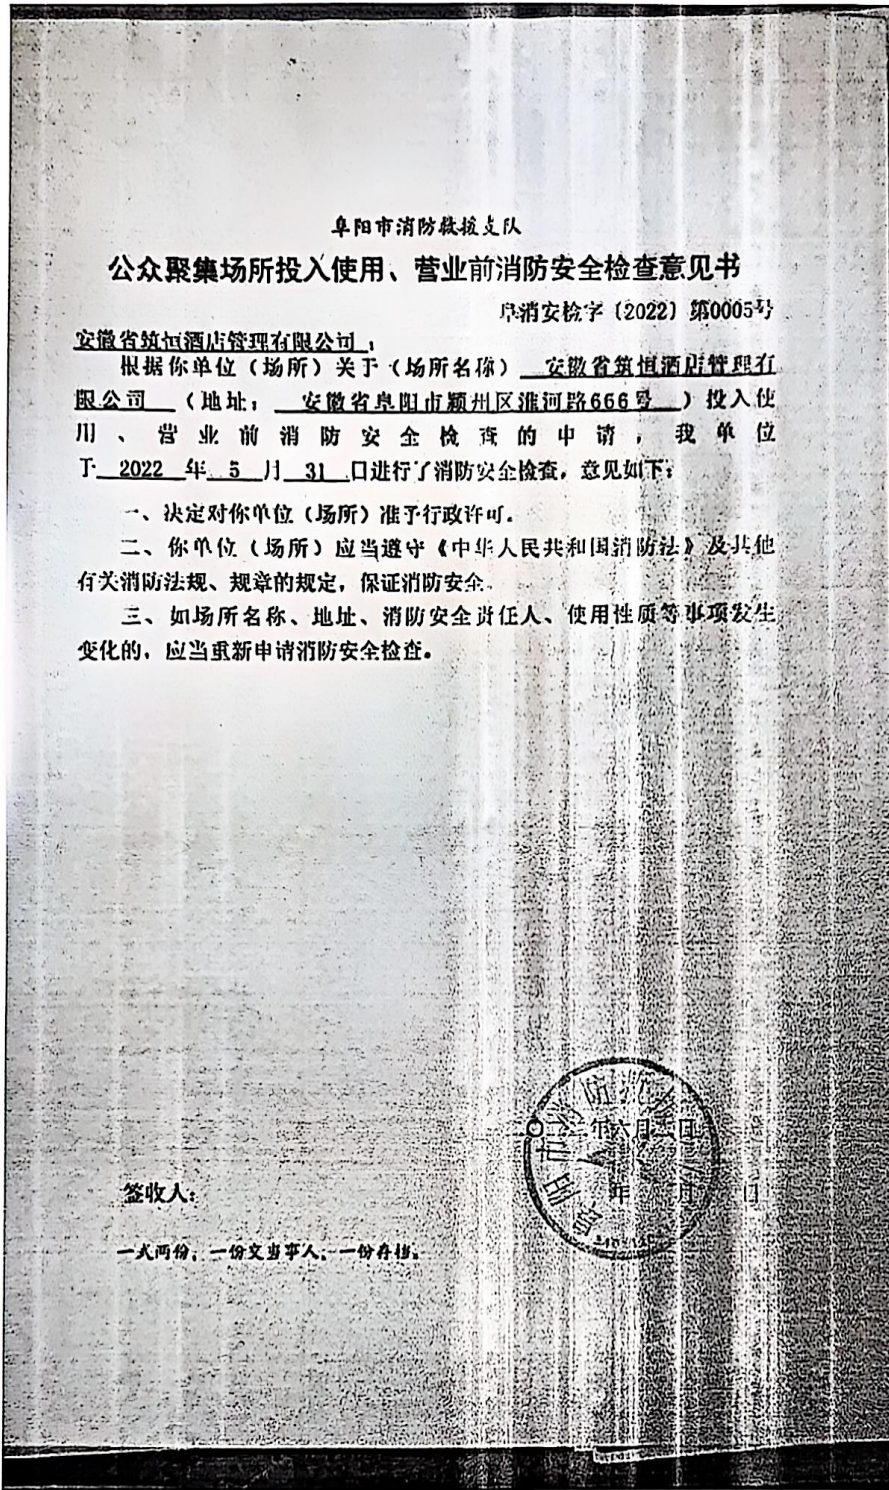 阜阳市消防救援支队
公众聚集场所投入使用、营业前消防安全检查意见书
阜消安检字〔2022〕第0005号
安徽省筑恒酒店管理有限公司：
根据你单位（场所）关于（场所名称） 安徽省筑恒酒店管理有
限公司 （地址： 安徽省阜阳市颍州区淮河路666号 ）投入使
用、营业前消防安全检查的申请，我单位
于 2022 年 5 月 31 日进行了消防安全检查，意见如下：
一、决定对你单位（场所）准予行政许可。
二、你单位（场所）应当遵守《中华人民共和国消防法》及其他
有关消防法规、规章的规定，保证消防安全。
三、如场所名称、地址、消防安全责任人、使用性质等事项发生
变化的，应当重新申请消防安全检查。
年六月二日
签收人：
年 月 日
一式两份，一份交当事人，一份存档。